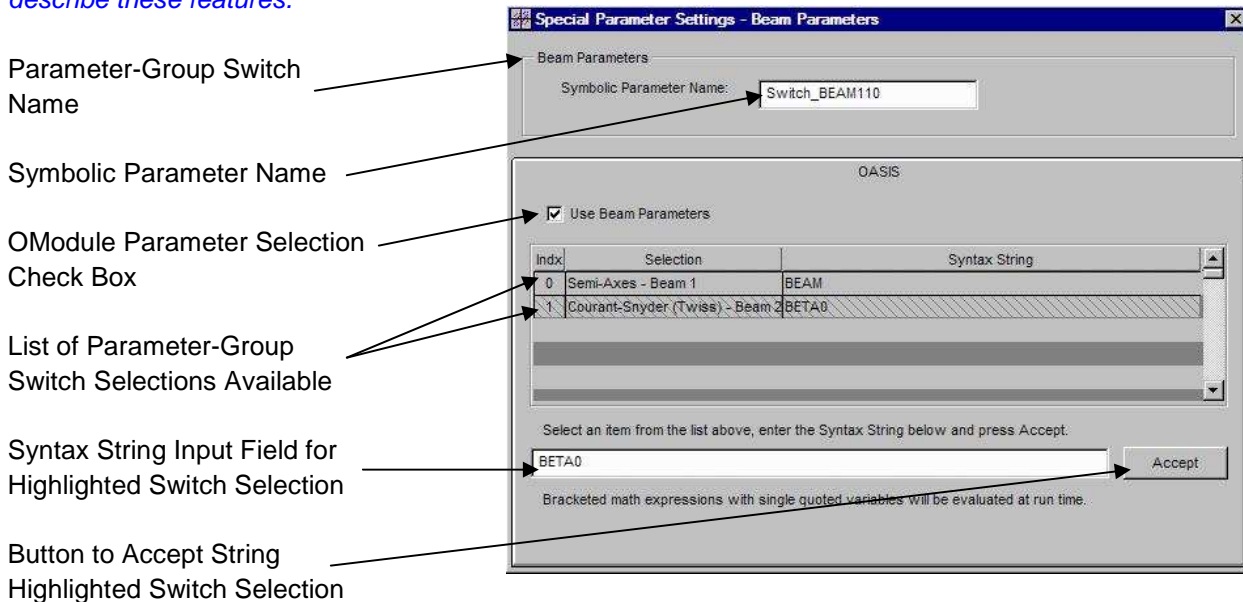 describe these features.
Parameter-Group Switch
Name
Symbolic Parameter Name
OModule Parameter Selection
Check Box
List of Parameter-Group
Switch Selections Available
Syntax String Input Field for
Highlighted Switch Selection
Button to Accept String
Highlighted Switch Selection
Special Parameter Settings - Beam Parameters
Beam Parameters
Symbolic Parameter Name: Switch_BEAM110
OASIS
Use Beam Parameters
Indx Selection Syntax String
0 Semi-Axes - Beam 1 BEAM
1 Courant-Snyder (Twiss) - Beam 2 BETA0
Select an item from the list above, enter the Syntax String below and press Accept.
BETA0 Accept
Bracketed math expressions with single quoted variables will be evaluated at run time.